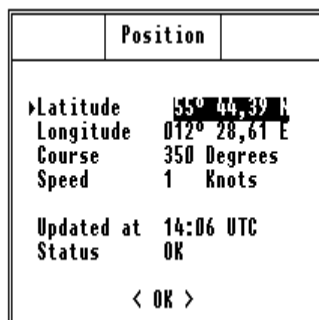 Position
▸Latitude 55° 44,39 N
Longitude 012° 28,61 E
Course 350 Degrees
Speed 1 Knots
Updated at 14:06 UTC
Status OK
< OK >